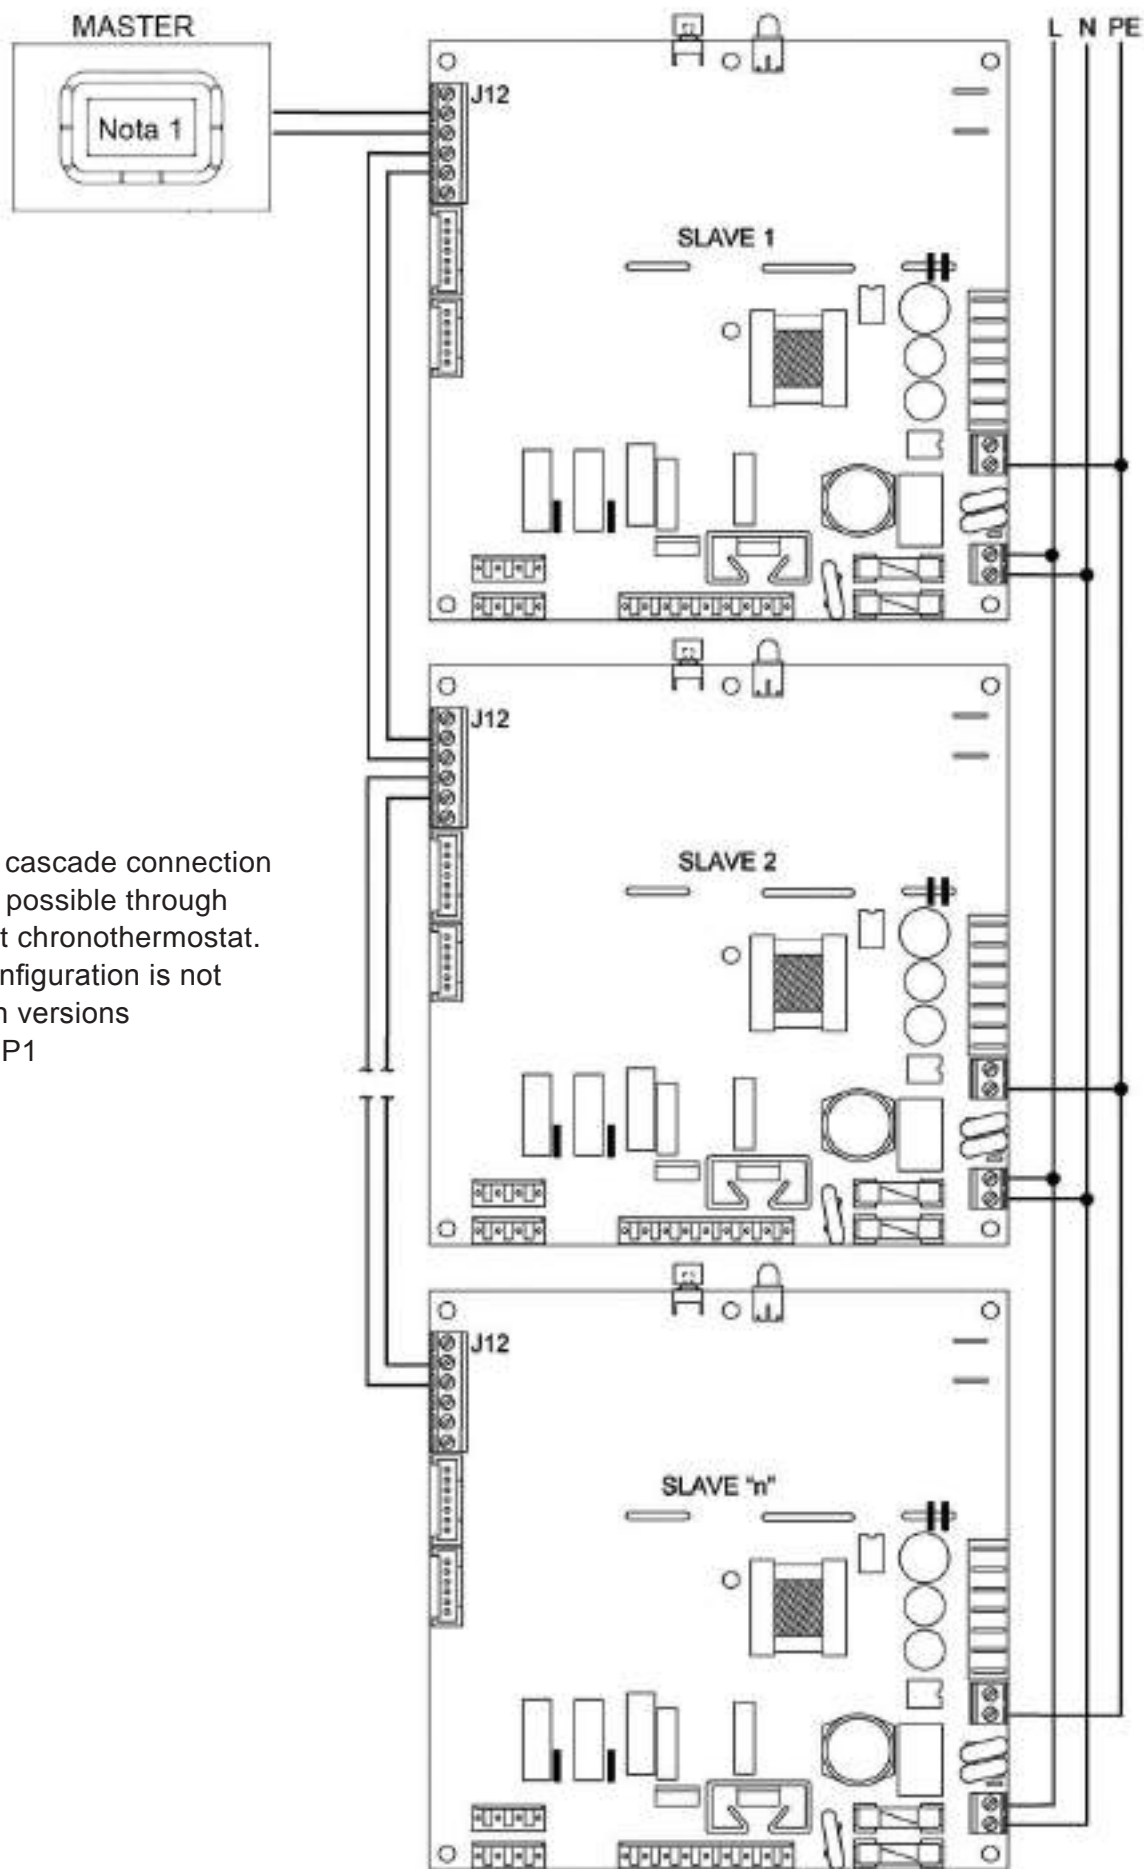 MASTER
L N PE
J12
Nota 1
SLAVE 1
J12
cascade connection
possible through
SLAVE 2
chronothermostat.
nfiguration is not
versions
P1
J12
SLAVE "n"